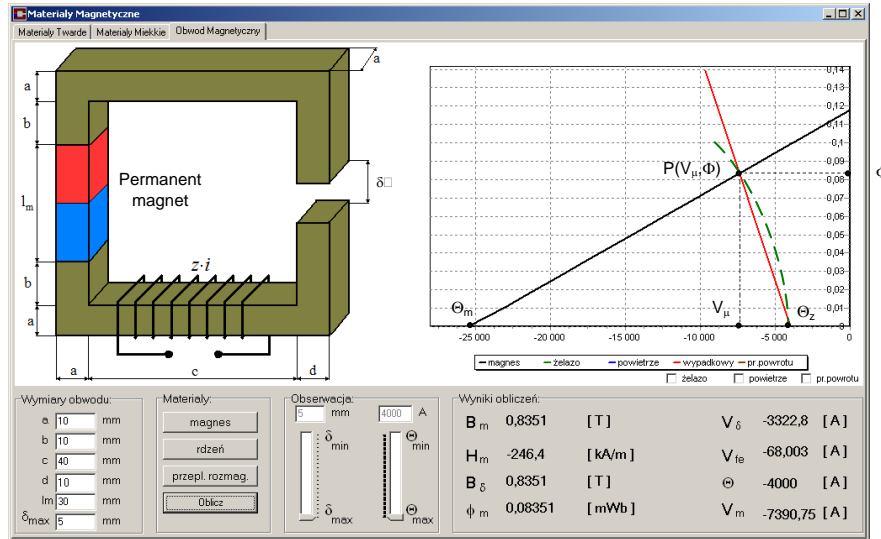 Materialy Magnetyczne
Materialy Twarde Materialy Miekkie Obwod Magnetyczny
a
a
b
lm
b
a
Permanent
magnet
δ□
z·i
a c d
0,14
0,13
0,12
0,11
0,1
0,09
0,08
0,07
0,06
0,05
0,04
0,03
0,02
0,01
0
P(Vμ,Φ)
Θm
Vμ
Θz
-25 000 -20 000 -15 000 -10 000 -5 000 0
magnes żelazo powietrze wypadkowy pr.powrotu
żelazo powietrze pr.powrotu
Wymiary obwodu:
a 10 mm
b 10 mm
c 40 mm
d 10 mm
lm 30 mm
δmax 5 mm
Materialy:
magnes
rdzeń
przepl. rozmag.
Oblicz
Obserwacja:
5 mm 4000 A
δmin Θmin
δmax Θmax
Wyniki obliczeń:
Bm 0,8351 [ T ] Vδ -3322,8 [ A ]
Hm -246,4 [ kA/m ] Vfe -68,003 [ A ]
Bδ 0,8351 [ T ] Θ -4000 [ A ]
ϕm 0,08351 [ mWb ] Vm -7390,75 [ A ]